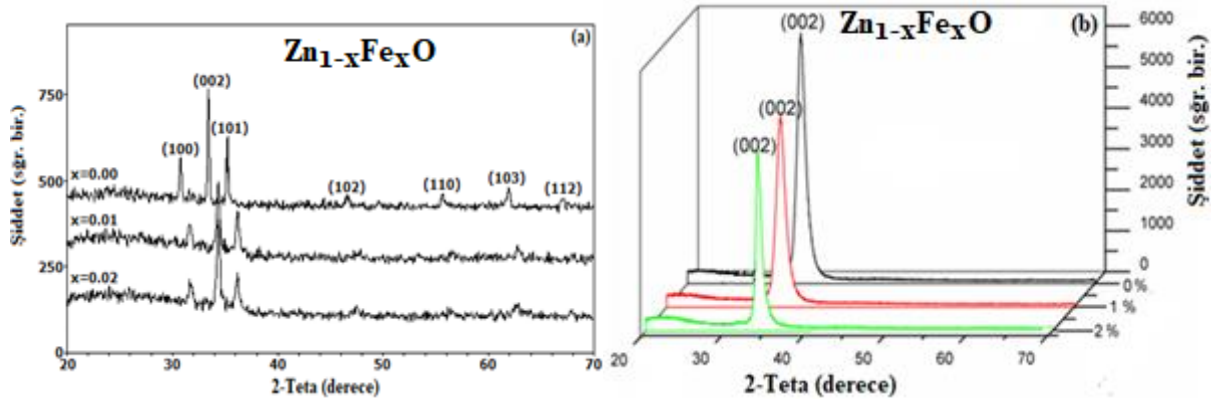 (a)
Zn1-xFexO
(002)
(101)
(100)
(102)
(110)
(103)
(112)
x=0.00
x=0.01
x=0.02
750
500
250
0
20 30 40 50 60 70
Şiddet (sğr. bir.)
2-Teta (derece)
(b)
Zn1-xFexO
(002)
(002)
(002)
6000
5000
4000
3000
2000
1000
0
0 %
1 %
2 %
20 30 40 50 60 70
Şiddet (sğr. bir.)
2-Teta (derece)